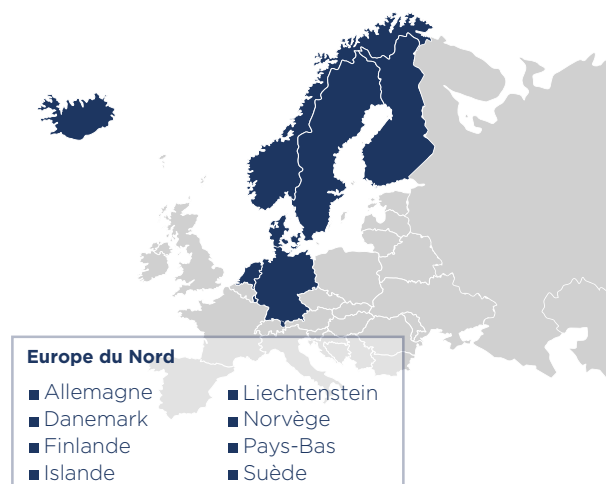 Europe du Nord
Allemagne
Danemark
Finlande
Islande
Liechtenstein
Norvège
Pays-Bas
Suède